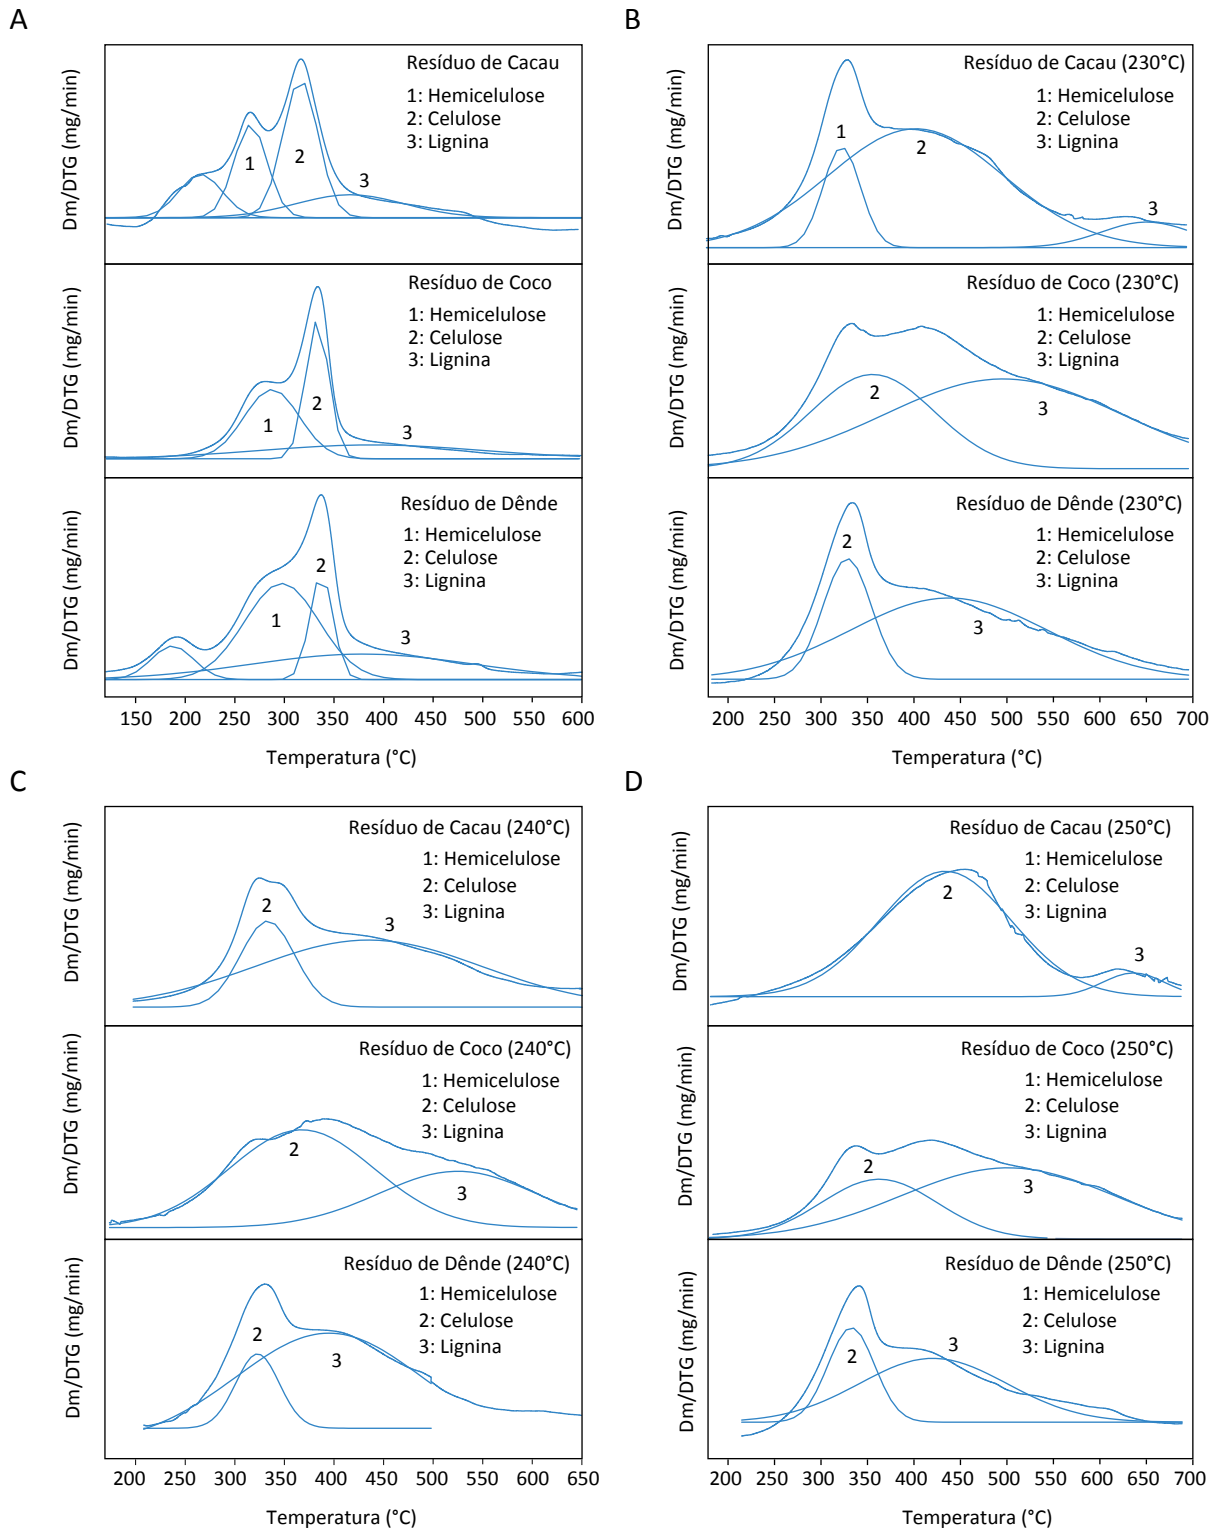 A
Dm/DTG (mg/min)
Resíduo de Cacau
1: Hemicelulose
2: Celulose
3: Lignina
1
2
3
Dm/DTG (mg/min)
Resíduo de Coco
1: Hemicelulose
2: Celulose
3: Lignina
1
2
3
Dm/DTG (mg/min)
Resíduo de Dênde
1: Hemicelulose
2: Celulose
3: Lignina
1
2
3
150 200 250 300 350 400 450 500 550 600
Temperatura (°C)
B
Dm/DTG (mg/min)
Resíduo de Cacau (230°C)
1: Hemicelulose
2: Celulose
3: Lignina
1
2
3
Dm/DTG (mg/min)
Resíduo de Coco (230°C)
1: Hemicelulose
2: Celulose
3: Lignina
2
3
Dm/DTG (mg/min)
Resíduo de Dênde (230°C)
1: Hemicelulose
2: Celulose
3: Lignina
2
3
200 250 300 350 400 450 500 550 600 650 700
Temperatura (°C)
C
Dm/DTG (mg/min)
Resíduo de Cacau (240°C)
1: Hemicelulose
2: Celulose
3: Lignina
2
3
Dm/DTG (mg/min)
Resíduo de Coco (240°C)
1: Hemicelulose
2: Celulose
3: Lignina
2
3
Dm/DTG (mg/min)
Resíduo de Dênde (240°C)
1: Hemicelulose
2: Celulose
3: Lignina
2
3
200 250 300 350 400 450 500 550 600 650
Temperatura (°C)
D
Dm/DTG (mg/min)
Resíduo de Cacau (250°C)
1: Hemicelulose
2: Celulose
3: Lignina
2
3
Dm/DTG (mg/min)
Resíduo de Coco (250°C)
1: Hemicelulose
2: Celulose
3: Lignina
2
3
Dm/DTG (mg/min)
Resíduo de Dênde (250°C)
1: Hemicelulose
2: Celulose
3: Lignina
2
3
200 250 300 350 400 450 500 550 600 650 700
Temperatura (°C)